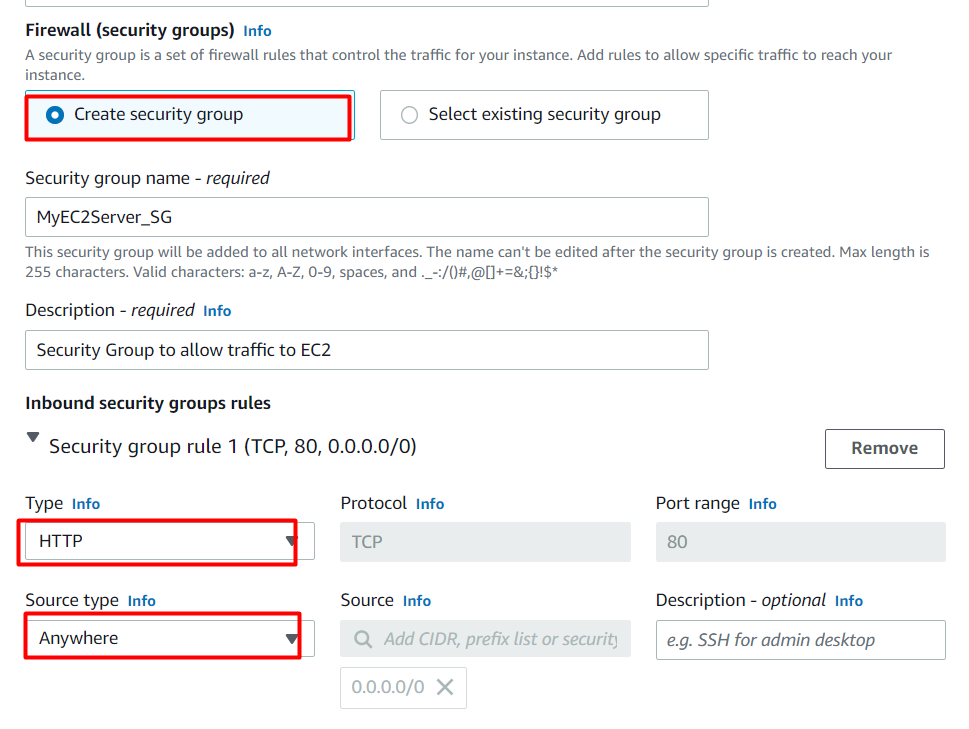 Firewall (security groups) Info
A security group is a set of firewall rules that control the traffic for your instance. Add rules to allow specific traffic to reach your
instance.
Create security group
Select existing security group
Security group name - required
MyEC2Server_SG
This security group will be added to all network interfaces. The name can't be edited after the security group is created. Max length is
255 characters. Valid characters: a-z, A-Z, 0-9, spaces, and ._-:/()#,@[]+=&;{}!$*
Description - required Info
Security Group to allow traffic to EC2
Inbound security groups rules
Security group rule 1 (TCP, 80, 0.0.0.0/0)
Remove
Type Info
Protocol Info
Port range Info
HTTP
TCP
80
Source type Info
Source Info
Description - optional Info
Anywhere
Add CIDR, prefix list or security
e.g. SSH for admin desktop
0.0.0.0/0